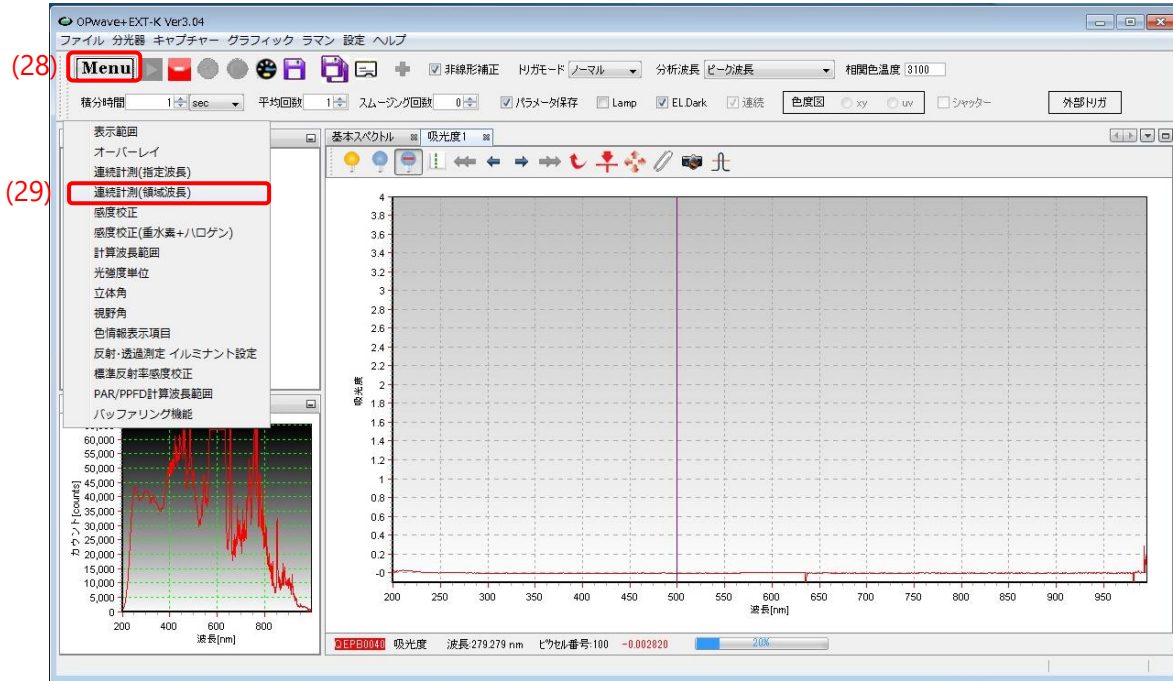 OPwave+EXT-K Ver3.04
ファイル 分光器 キャプチャー グラフィック ラマン 設定 ヘルプ
(28) Menu 非線形補正 トリガモード ノーマル 分析波長 ピーク波長 相関色温度 3100
積分時間 1 sec 平均回数 1 スムージング回数 0 パラメータ保存 Lamp EL.Dark 連続 色度図 xy uv シャッター 外部トリガ
表示範囲
オーバーレイ
連続計測(指定波長)
(29) 連続計測(領域波長)
感度校正
感度校正(重水素+ハロゲン)
計算波長範囲
光強度単位
立体角
視野角
色情報表示項目
反射・透過測定 イルミナント設定
標準反射率感度校正
PAR/PPFD計算波長範囲
バッファリング機能
基本スペクトル 吸光度1
4
3.8
3.6
3.4
3.2
3
2.8
2.6
2.4
2.2
2
1.8
1.6
1.4
1.2
1
0.8
0.6
0.4
0.2
-0
吸光度
200 250 300 350 400 450 500 550 600 650 700 750 800 850 900 950
波長[nm]
60,000
55,000
50,000
45,000
40,000
35,000
30,000
25,000
20,000
15,000
10,000
5,000
0
カウント[counts]
200 400 600 800
波長[nm]
QEPB0040 吸光度 波長:279.279 nm ピクセル番号:100 -0.002820 20%